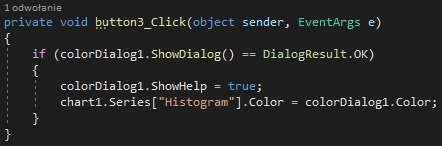 1 odwołanie
private void button3_Click(object sender, EventArgs e)
{
if (colorDialog1.ShowDialog() == DialogResult.OK)
{
colorDialog1.ShowHelp = true;
chart1.Series["Histogram"].Color = colorDialog1.Color;
}
}